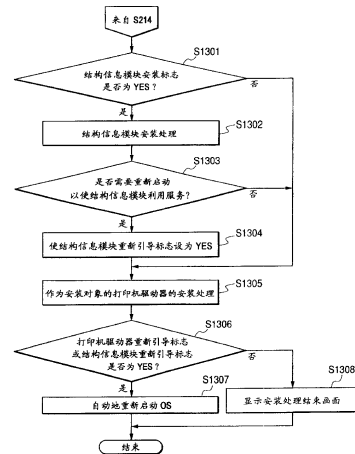 来自 S214
S1301
结构信息模块安装标志
是否为 YES？
否
是
S1302
结构信息模块安装处理
S1303
是否需要重新启动
以使结构信息模块利用服务？
否
是
S1304
使结构信息模块重新引导标志设为 YES
S1305
作为安装对象的打印机驱动器的安装处理
S1306
打印机驱动器重新引导标志
或结构信息模块重新引导标志
是否为YES？
否
是
S1307
自动地重新启动OS
S1308
显示安装处理结束画面
结束